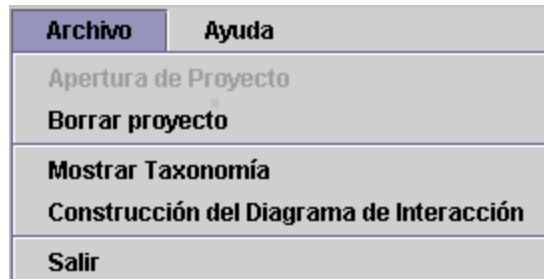 Archivo Ayuda
Apertura de Proyecto
Borrar proyecto
Mostrar Taxonomía
Construcción del Diagrama de Interacción
Salir